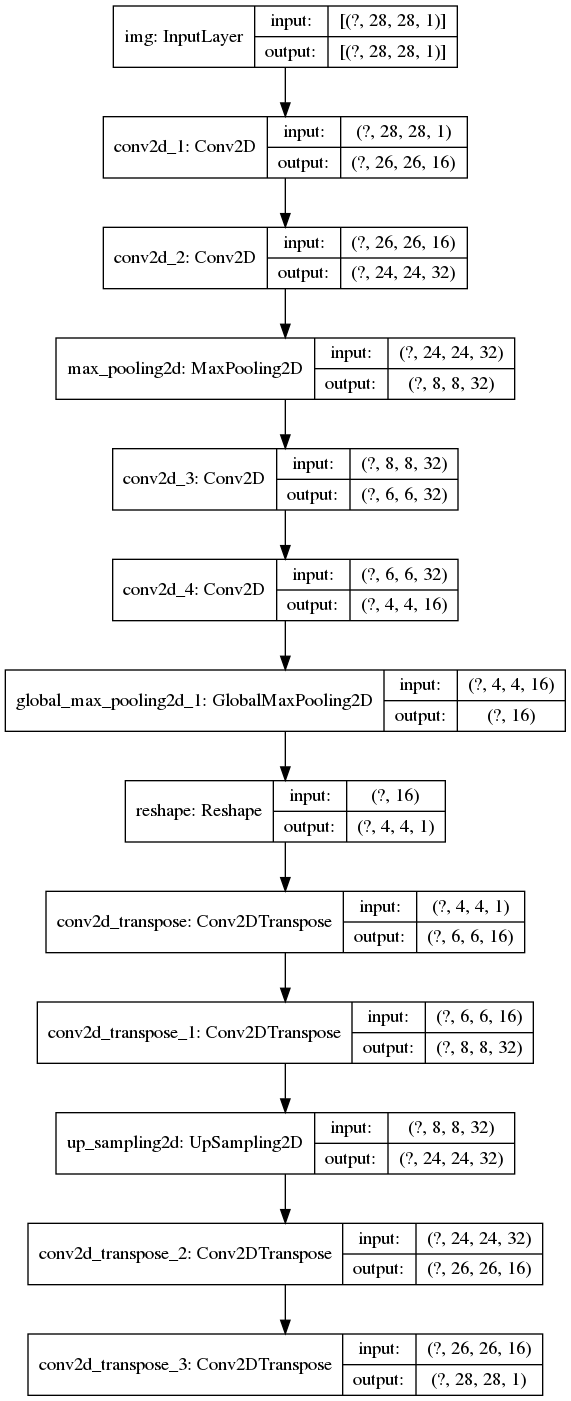 img: InputLayer
input: [(?, 28, 28, 1)]
output: [(?, 28, 28, 1)]
conv2d_1: Conv2D
input: (?, 28, 28, 1)
output: (?, 26, 26, 16)
conv2d_2: Conv2D
input: (?, 26, 26, 16)
output: (?, 24, 24, 32)
max_pooling2d: MaxPooling2D
input: (?, 24, 24, 32)
output: (?, 8, 8, 32)
conv2d_3: Conv2D
input: (?, 8, 8, 32)
output: (?, 6, 6, 32)
conv2d_4: Conv2D
input: (?, 6, 6, 32)
output: (?, 4, 4, 16)
global_max_pooling2d_1: GlobalMaxPooling2D
input: (?, 4, 4, 16)
output: (?, 16)
reshape: Reshape
input: (?, 16)
output: (?, 4, 4, 1)
conv2d_transpose: Conv2DTranspose
input: (?, 4, 4, 1)
output: (?, 6, 6, 16)
conv2d_transpose_1: Conv2DTranspose
input: (?, 6, 6, 16)
output: (?, 8, 8, 32)
up_sampling2d: UpSampling2D
input: (?, 8, 8, 32)
output: (?, 24, 24, 32)
conv2d_transpose_2: Conv2DTranspose
input: (?, 24, 24, 32)
output: (?, 26, 26, 16)
conv2d_transpose_3: Conv2DTranspose
input: (?, 26, 26, 16)
output: (?, 28, 28, 1)